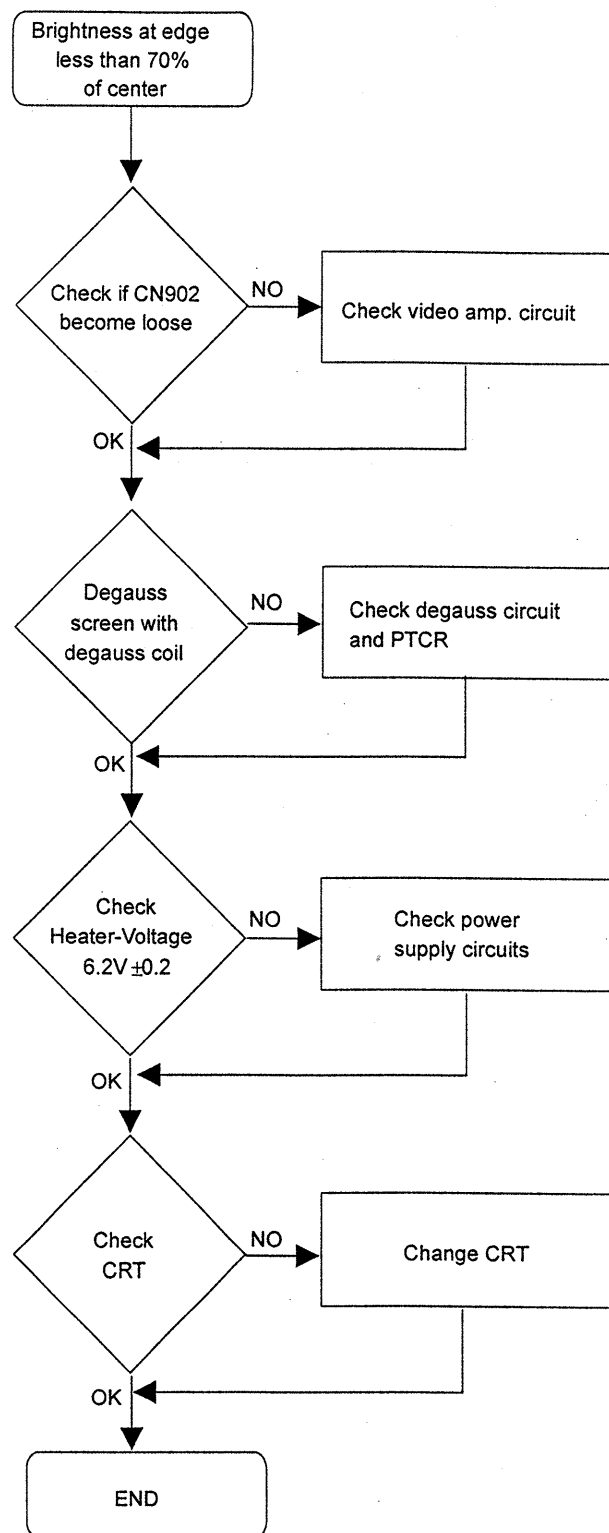 Brightness at edge
less than 70%
of center
Check if CN902
become loose
NO
Check video amp. circuit
OK
Degauss
screen with
degauss coil
NO
Check degauss circuit
and PTCR
OK
Check
Heater-Voltage
6.2V ±0.2
NO
Check power
supply circuits
OK
Check
CRT
NO
Change CRT
OK
END